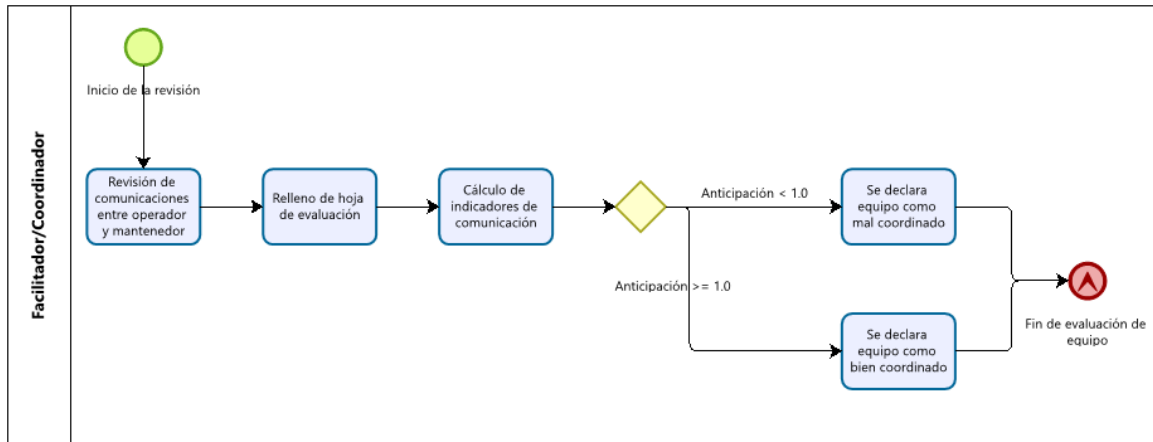 Facilitador/Coordinador
Inicio de la revisión
Revisión de
comunicaciones
entre operador
y mantenedor
Relleno de hoja
de evaluación
Cálculo de
indicadores de
comunicación
Anticipación < 1.0
Se declara
equipo como
mal coordinado
Anticipación >= 1.0
Se declara
equipo como
bien coordinado
Fin de evaluación de
equipo